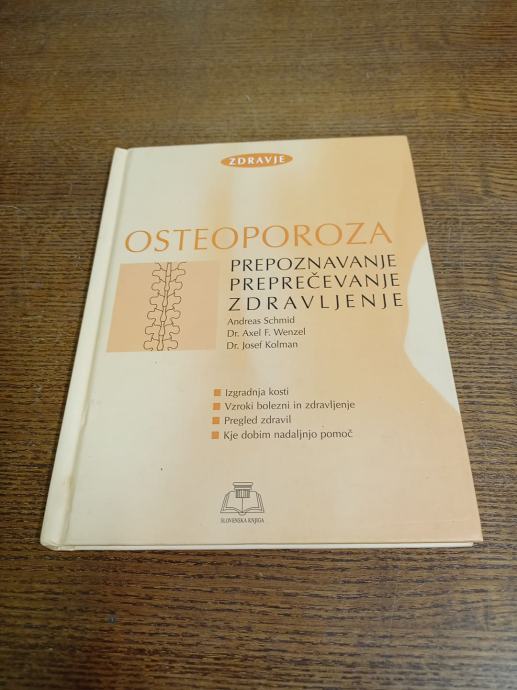 ZDRAVJE
OSTEOPOROZA
PREPOZNAVANJE
PREPREČEVANJE
ZDRAVLJENJE
Andreas Schmid
Dr. Axel F. Wenzel
Dr. Josef Kolman
Izgradnja kosti
Vzroki bolezni in zdravljenje
Pregled zdravil
Kje dobim nadaljnjo pomoč
SLOVENSKA KNJIGA